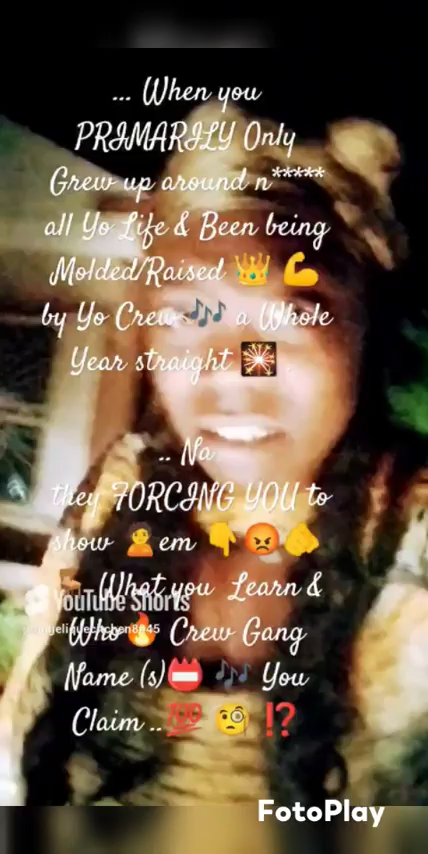 ... When you
PRIMARILY Only
Grew up around n*****
all Yo Life & Been being
Molded/Raised 👑 💪
by Yo Crew 🎶 a Whole
Year straight 🎇
.. Na
they FORCING YOU to
show 🙎 em 👇😡🫵
What you Learn &
YouTube Shorts
Who🔥 Crew Gang
Name (s)📛 🎶 You
Claim ..💯 🧐 ⁉️
FotoPlay